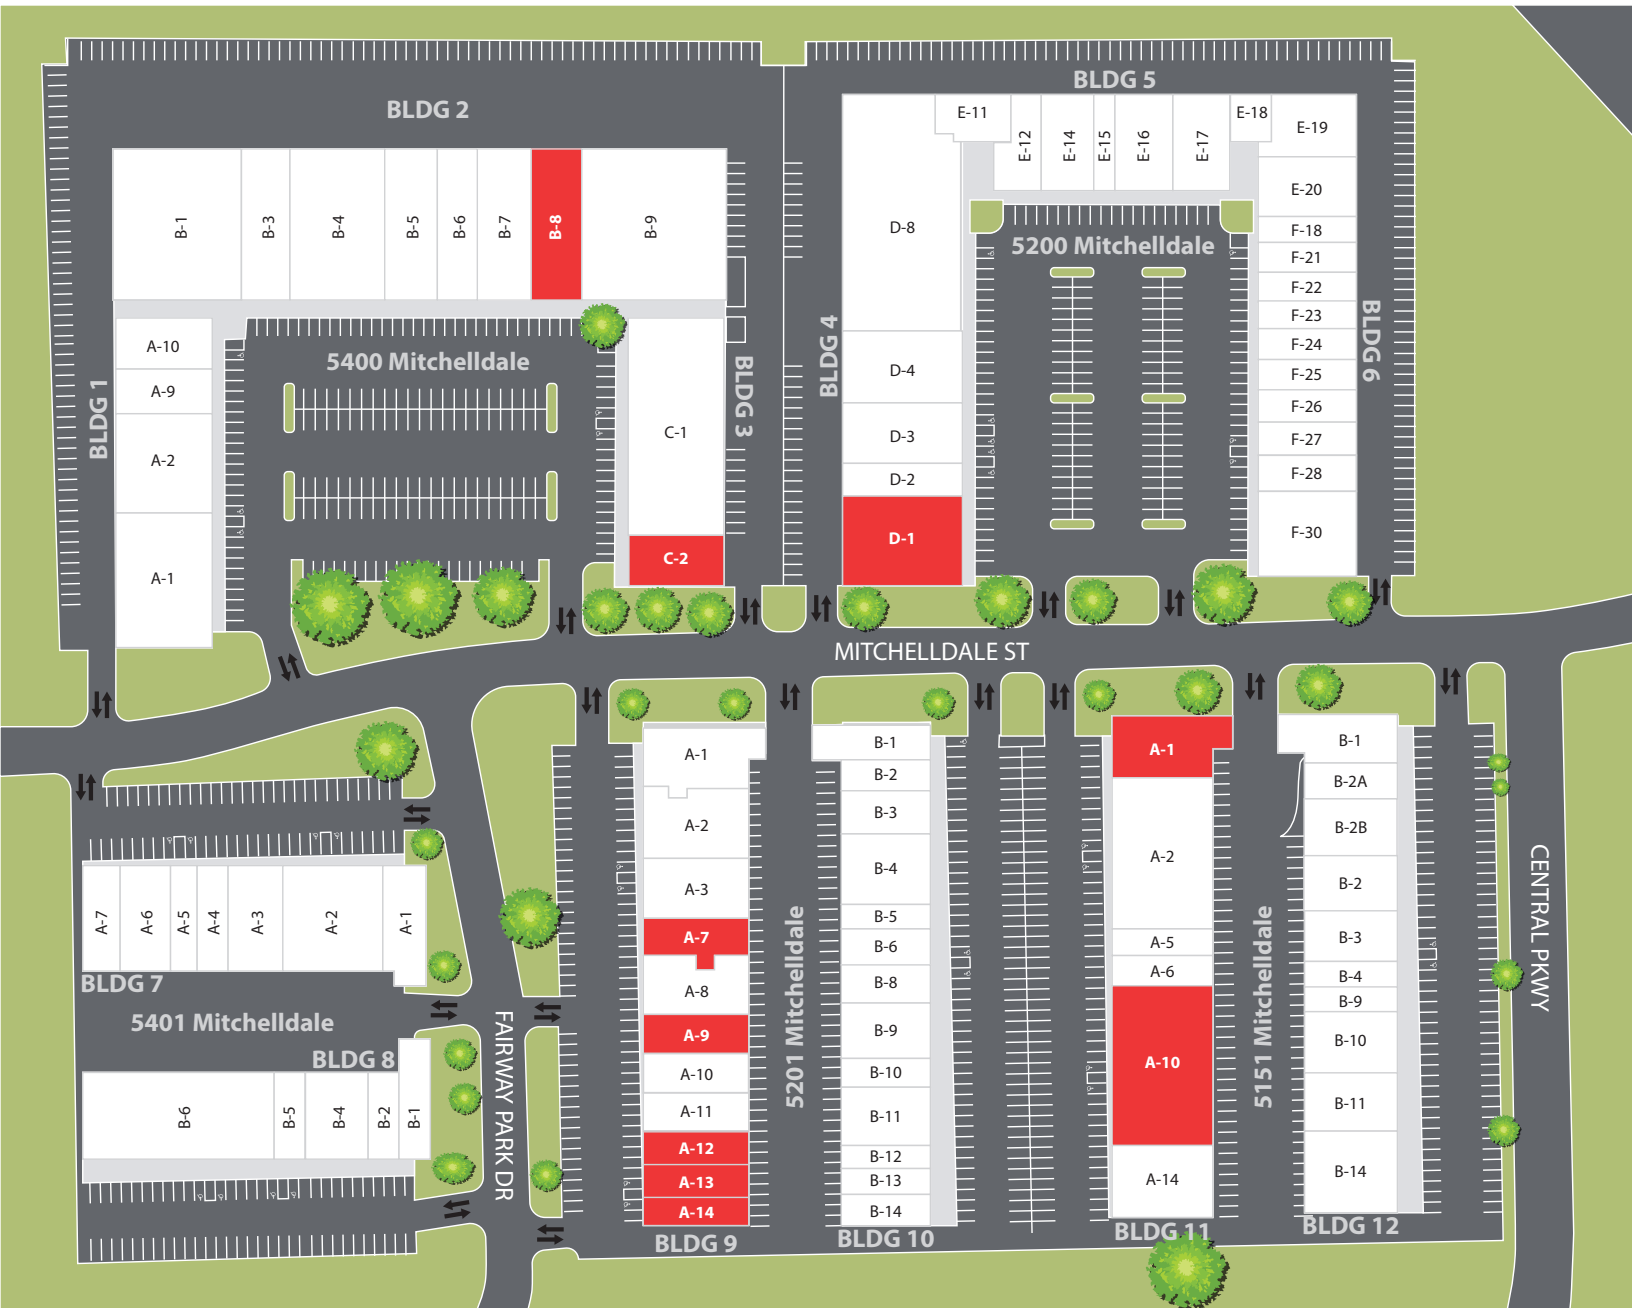 BLDG 2
BLDG 5
B-1
B-3
B-4
B-5
B-6
B-7
B-8
B-9
BLDG 1
A-10
A-9
A-2
A-1
5400 Mitchelldale
C-1
C-2
BLDG 3
BLDG 4
D-8
D-4
D-3
D-2
D-1
E-11
E-12
E-14
E-15
E-16
E-17
E-18
E-19
E-20
F-18
F-21
F-22
F-23
F-24
F-25
F-26
F-27
F-28
F-30
5200 Mitchelldale
BLDG 6
MITCHELLDALE ST
A-7
A-6
A-5
A-4
A-3
A-2
A-1
BLDG 7
5401 Mitchelldale
BLDG 8
B-6
B-5
B-4
B-2
B-1
FAIRWAY PARK DR
A-1
A-2
A-3
A-7
A-8
A-9
A-10
A-11
A-12
A-13
A-14
BLDG 9
5201 Mitchelldale
B-1
B-2
B-3
B-4
B-5
B-6
B-8
B-9
B-10
B-11
B-12
B-13
B-14
BLDG 10
A-1
A-2
A-5
A-6
A-10
A-14
BLDG 11
5151 Mitchelldale
B-1
B-2A
B-2B
B-2
B-3
B-4
B-9
B-10
B-11
B-14
BLDG 12
CENTRAL PKWY